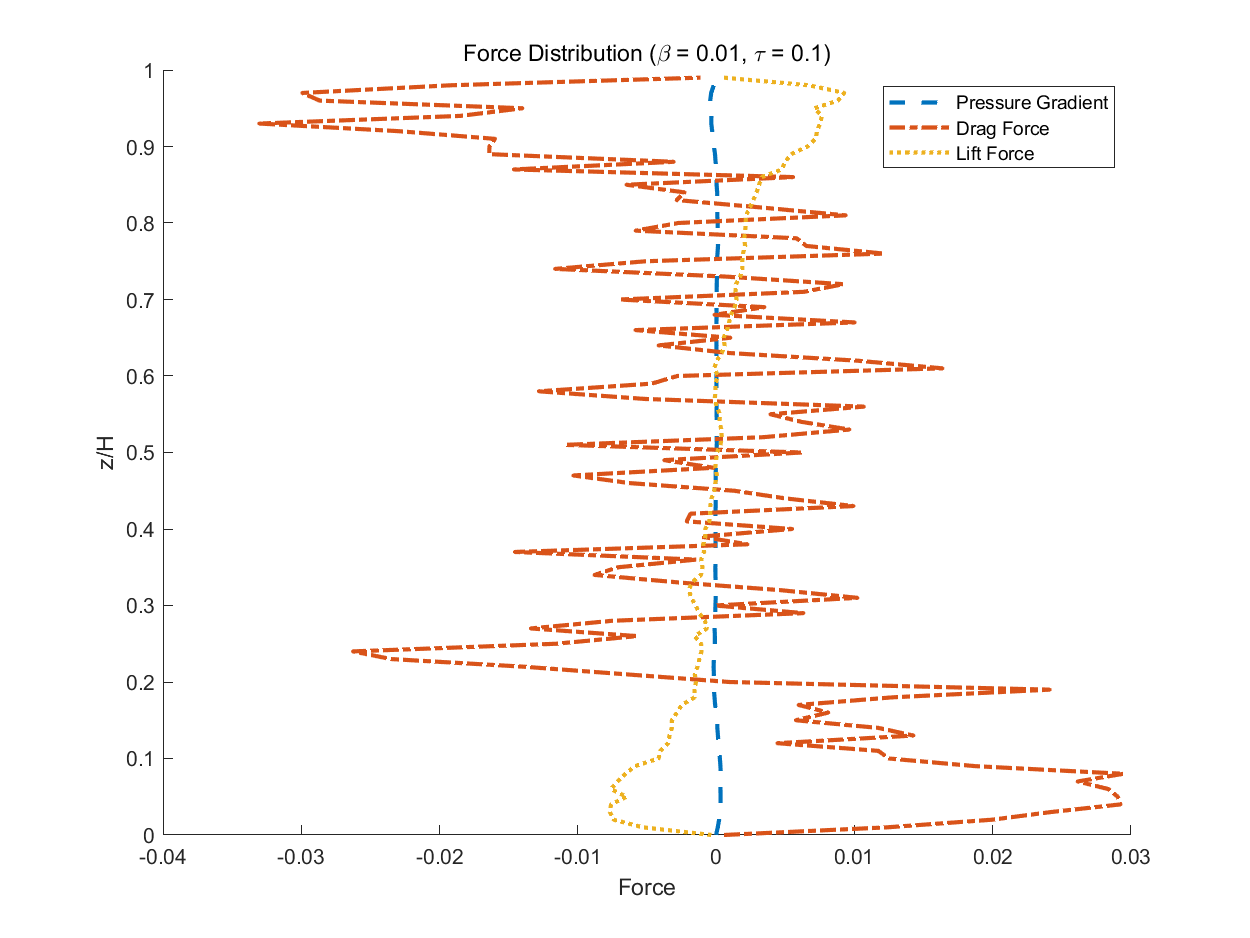 Force Distribution (β = 0.01, τ = 0.1)
1
0.9
0.8
0.7
0.6
0.5
0.4
0.3
0.2
0.1
0
z/H
Pressure Gradient
Drag Force
Lift Force
-0.04 -0.03 -0.02 -0.01 0 0.01 0.02 0.03
Force